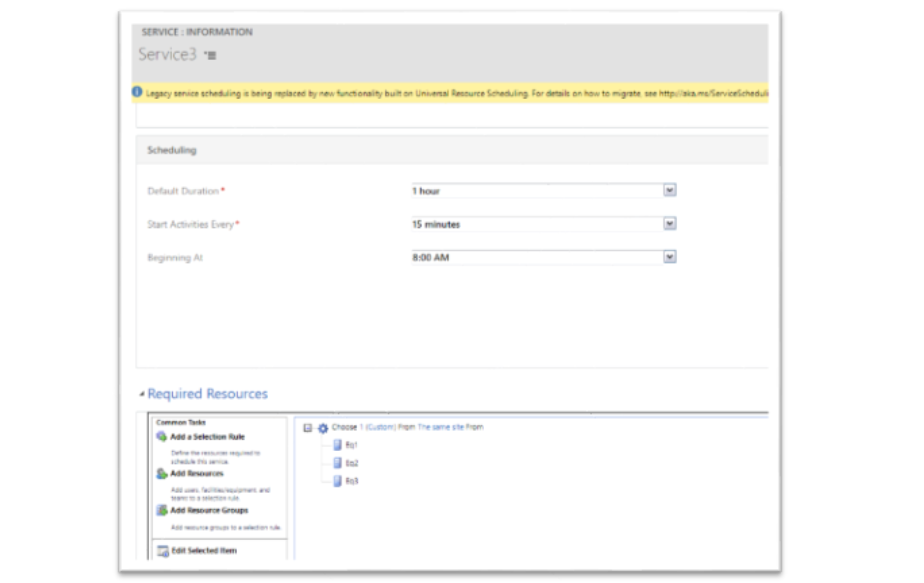 SERVICE : INFORMATION
Service3
Legacy service scheduling is being replaced by new functionality built on Universal Resource Scheduling. For details on how to migrate, see http://aka.ms/ServiceScheduli
Scheduling
Default Duration * 1 hour
Start Activities Every * 15 minutes
Beginning At 8:00 AM
Required Resources
Common Tasks
Add a Selection Rule
Define the resources required to
schedule this service.
Add Resources
Add users, facilities/equipment, and
teams to a selection rule
Add Resource Groups
Add resource groups to a selection rule.
Edit Selected Item
Choose 1 (Custom) From The same site From
Eq1
Eq2
Eq3